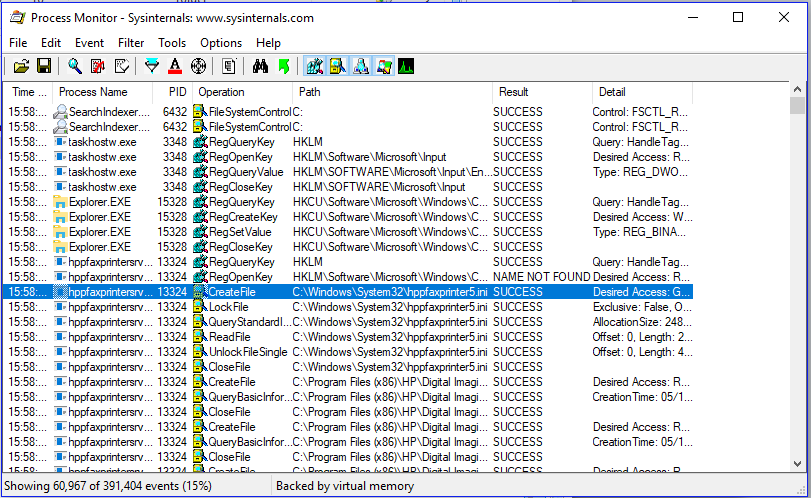 Process Monitor - Sysinternals: www.sysinternals.com
File Edit Event Filter Tools Options Help
Time ... Process Name PID Operation Path Result Detail
15:58:... SearchIndexer.... 6432 FileSystemControl C: SUCCESS Control: FSCTL_R...
15:58:... SearchIndexer.... 6432 FileSystemControl C: SUCCESS Control: FSCTL_R...
15:58:... taskhostw.exe 3348 RegQueryKey HKLM SUCCESS Query: HandleTag...
15:58:... taskhostw.exe 3348 RegOpenKey HKLM\Software\Microsoft\Input SUCCESS Desired Access: R...
15:58:... taskhostw.exe 3348 RegQueryValue HKLM\SOFTWARE\Microsoft\Input\En... SUCCESS Type: REG_DWO...
15:58:... taskhostw.exe 3348 RegCloseKey HKLM\SOFTWARE\Microsoft\Input SUCCESS
15:58:... Explorer.EXE 15328 RegQueryKey HKCU\Software\Microsoft\Windows\C... SUCCESS Query: HandleTag...
15:58:... Explorer.EXE 15328 RegCreateKey HKCU\Software\Microsoft\Windows\C... SUCCESS Desired Access: W...
15:58:... Explorer.EXE 15328 RegSetValue HKCU\Software\Microsoft\Windows\C... SUCCESS Type: REG_BINA...
15:58:... Explorer.EXE 15328 RegCloseKey HKCU\Software\Microsoft\Windows\C... SUCCESS
15:58:... hppfaxprintersrv... 13324 RegQueryKey HKLM SUCCESS Query: HandleTag...
15:58:... hppfaxprintersrv... 13324 RegOpenKey HKLM\Software\Microsoft\Windows\C... NAME NOT FOUND Desired Access: R...
15:58:... hppfaxprintersrv... 13324 CreateFile C:\Windows\System32\hppfaxprinter5.ini SUCCESS Desired Access: G...
15:58:... hppfaxprintersrv... 13324 LockFile C:\Windows\System32\hppfaxprinter5.ini SUCCESS Exclusive: False, O...
15:58:... hppfaxprintersrv... 13324 QueryStandardI... C:\Windows\System32\hppfaxprinter5.ini SUCCESS AllocationSize: 248...
15:58:... hppfaxprintersrv... 13324 ReadFile C:\Windows\System32\hppfaxprinter5.ini SUCCESS Offset: 0, Length: 2...
15:58:... hppfaxprintersrv... 13324 UnlockFileSingle C:\Windows\System32\hppfaxprinter5.ini SUCCESS Offset: 0, Length: 4...
15:58:... hppfaxprintersrv... 13324 CloseFile C:\Windows\System32\hppfaxprinter5.ini SUCCESS
15:58:... hppfaxprintersrv... 13324 CreateFile C:\Program Files (x86)\HP\Digital Imagi... SUCCESS Desired Access: R...
15:58:... hppfaxprintersrv... 13324 QueryBasicInfor... C:\Program Files (x86)\HP\Digital Imagi... SUCCESS CreationTime: 05/1...
15:58:... hppfaxprintersrv... 13324 CloseFile C:\Program Files (x86)\HP\Digital Imagi... SUCCESS
15:58:... hppfaxprintersrv... 13324 CreateFile C:\Program Files (x86)\HP\Digital Imagi... SUCCESS Desired Access: R...
15:58:... hppfaxprintersrv... 13324 QueryBasicInfor... C:\Program Files (x86)\HP\Digital Imagi... SUCCESS CreationTime: 05/1...
15:58:... hppfaxprintersrv... 13324 CloseFile C:\Program Files (x86)\HP\Digital Imagi... SUCCESS
15:58:... hppfaxprintersrv... 13324 CreateFile C:\Program Files (x86)\HP\Digital Imagi... SUCCESS Desired Access: R...
Showing 60,967 of 391,404 events (15%) Backed by virtual memory